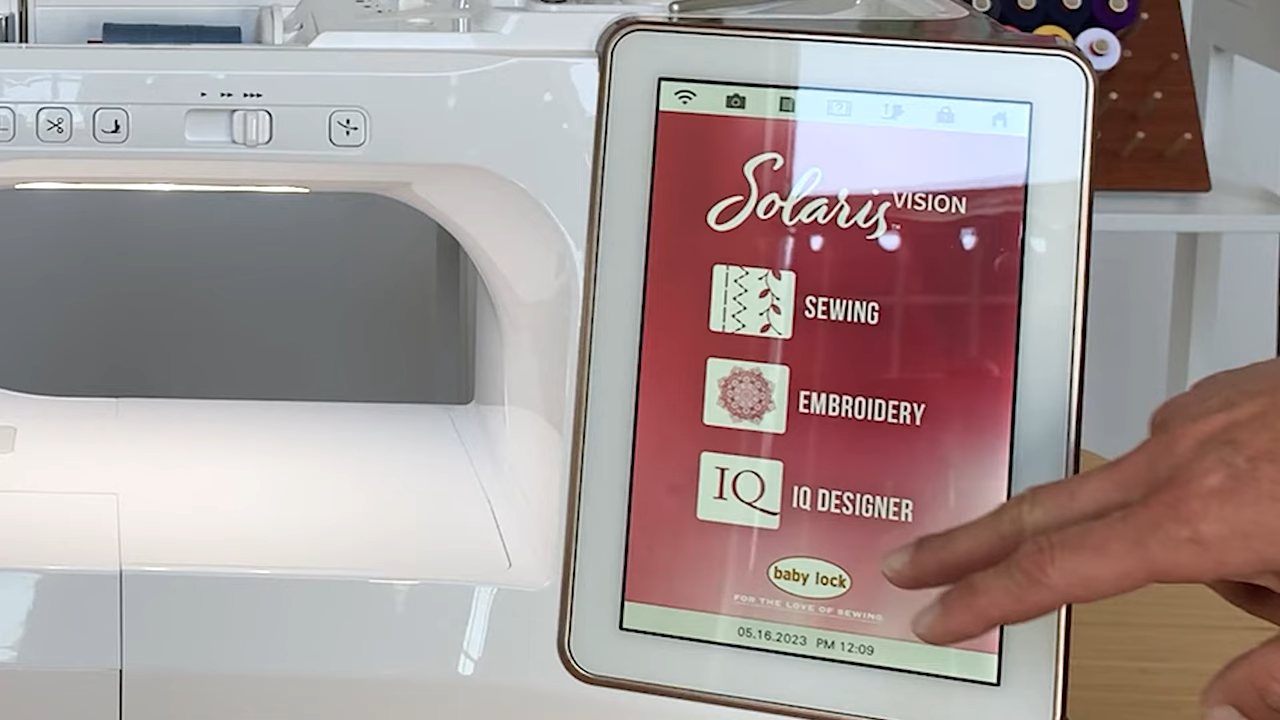 Solaris VISION
™
SEWING
EMBROIDERY
IQ
IQ DESIGNER
baby lock
FOR THE LOVE OF SEWING
05.16.2023 PM 12:09